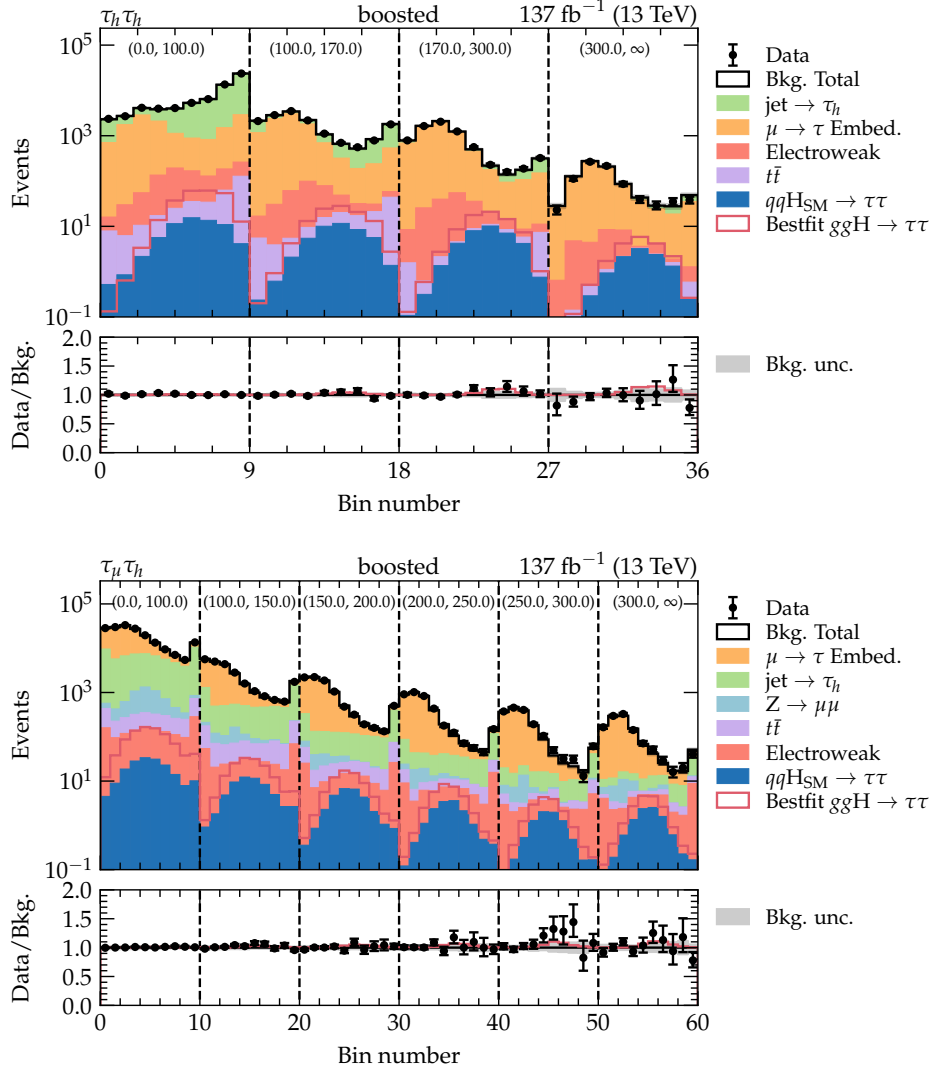 τ_hτ_h boosted 137 fb⁻¹ (13 TeV)
10⁵
(0.0, 100.0) (100.0, 170.0) (170.0, 300.0) (300.0, ∞)
10³
10¹
10⁻¹
Events
Data
Bkg. Total
jet → τ_h
μ → τ Embed.
Electroweak
tt̄
qqH_SM → ττ
Bestfit ggH → ττ
2.0
1.5
1.0
0.5
0.0
Data/Bkg.
Bkg. unc.
0 9 18 27 36
Bin number
τ_μτ_h boosted 137 fb⁻¹ (13 TeV)
10⁵
(0.0, 100.0) (100.0, 150.0) (150.0, 200.0) (200.0, 250.0) (250.0, 300.0) (300.0, ∞)
10³
10¹
10⁻¹
Events
Data
Bkg. Total
μ → τ Embed.
jet → τ_h
Z → μμ
tt̄
Electroweak
qqH_SM → ττ
Bestfit ggH → ττ
2.0
1.5
1.0
0.5
0.0
Data/Bkg.
Bkg. unc.
0 10 20 30 40 50 60
Bin number